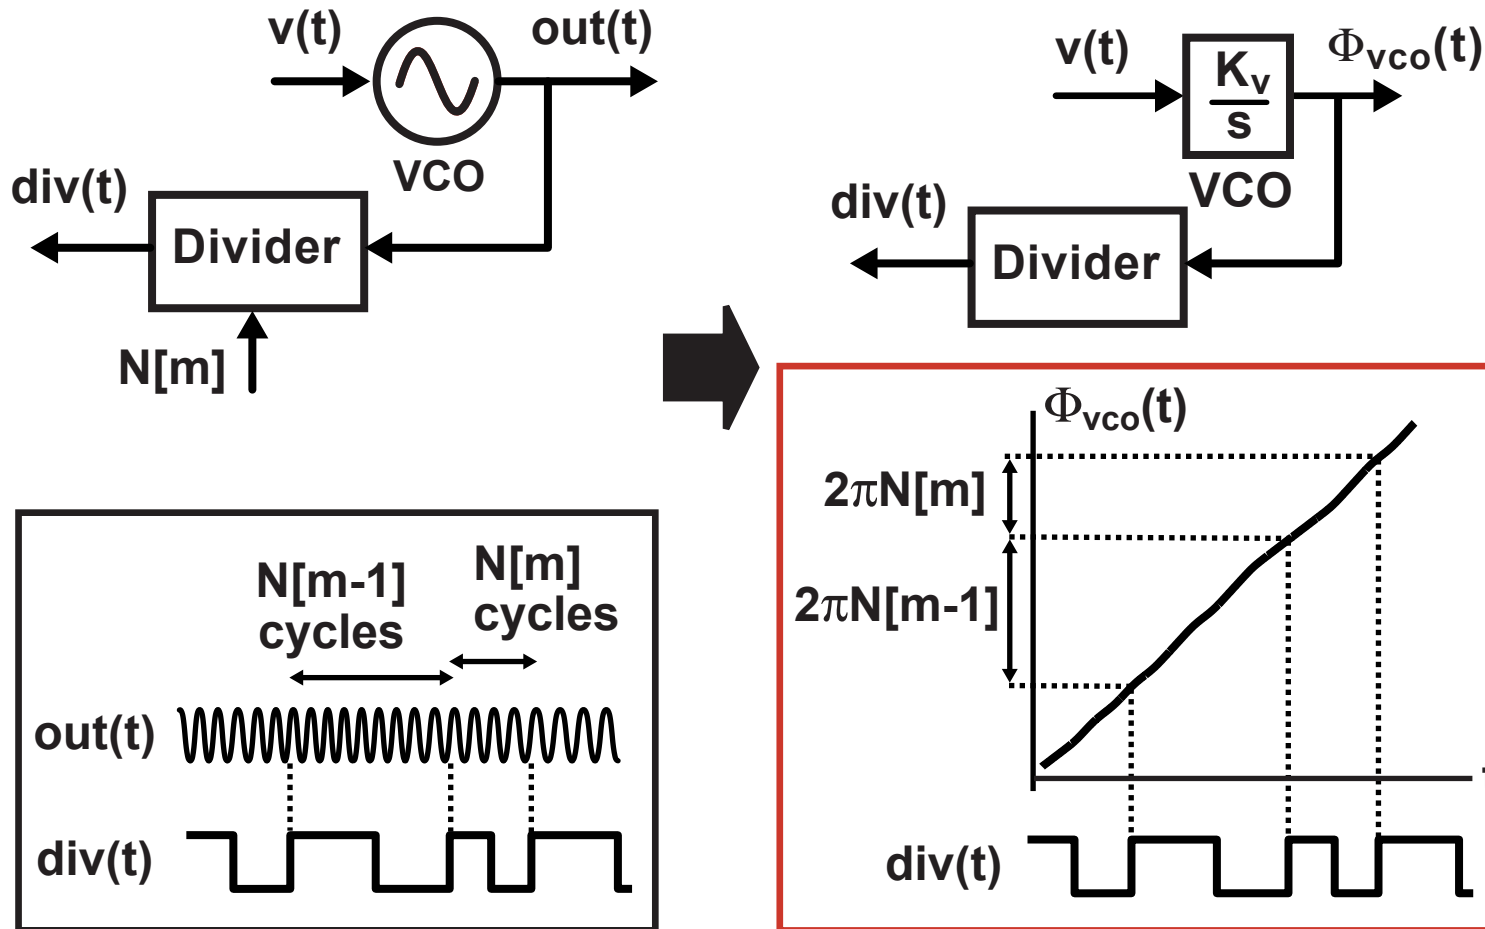 v(t)
out(t)
VCO
div(t)
Divider
N[m]
v(t)
Φvco(t)
Kv
s
VCO
div(t)
Divider
N[m-1]
cycles
N[m]
cycles
out(t)
div(t)
Φvco(t)
2πN[m]
2πN[m-1]
div(t)